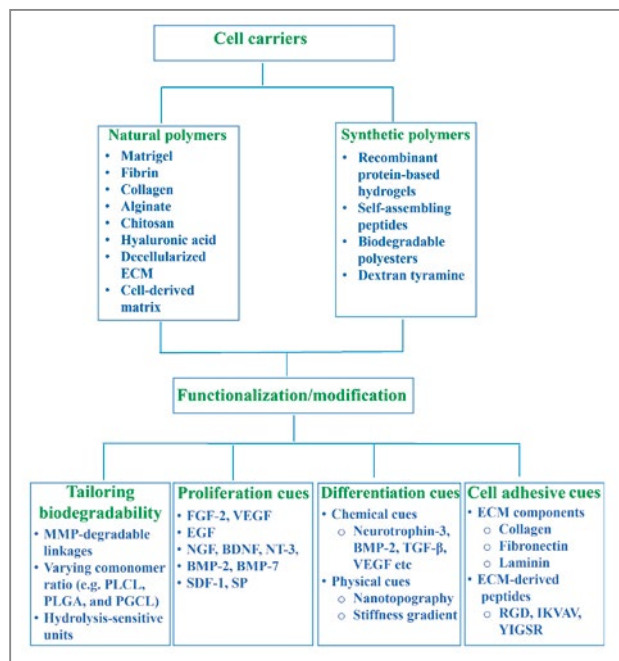 Cell carriers
Natural polymers
• Matrigel
• Fibrin
• Collagen
• Alginate
• Chitosan
• Hyaluronic acid
• Decellularized
ECM
• Cell-derived
matrix
Synthetic polymers
• Recombinant
protein-based
hydrogels
• Self-assembling
peptides
• Biodegradable
polyesters
• Dextran tyramine
Functionalization/modification
Tailoring
biodegradability
• MMP-degradable
linkages
• Varying comonomer
ratio (e.g. PLCL,
PLGA, and PGCL)
• Hydrolysis-sensitive
units
Proliferation cues
• FGF-2, VEGF
• EGF
• NGF, BDNF, NT-3,
• BMP-2, BMP-7
• SDF-1, SP
Differentiation cues
• Chemical cues
o Neurotrophin-3,
BMP-2, TGF-β,
VEGF etc
• Physical cues
o Nanotopography
o Stiffness gradient
Cell adhesive cues
• ECM components
o Collagen
o Fibronectin
o Laminin
• ECM-derived
peptides
o RGD, IKVAV,
YIGSR